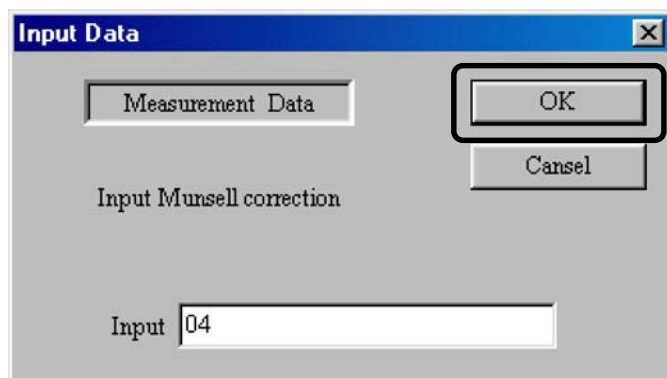 Input Data
Measurement Data
OK
Cansel
Input Munsell correction
Input 04